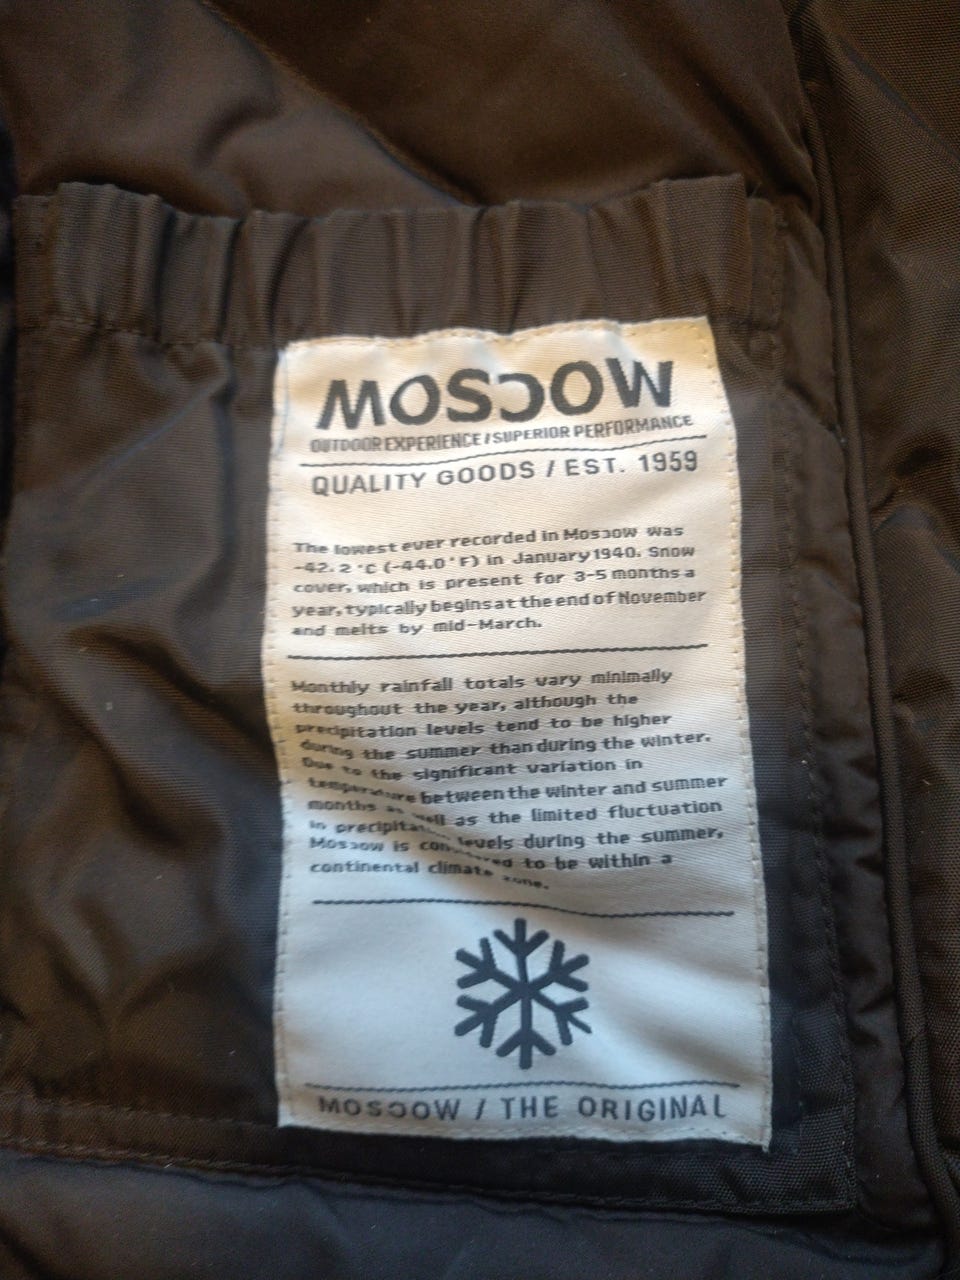 MOSƆOW
OUTDOOR EXPERIENCE / SUPERIOR PERFORMANCE
QUALITY GOODS / EST. 1959
The lowest ever recorded in Mosɔow was
-42. 2 °C (-44.0 °F) in January 1940. Snow
cover, which is present for 3-5 months a
year, typically begins at the end of November
and melts by mid-March.
Monthly rainfall totals vary minimally
throughout the year, although the
precipitation levels tend to be higher
during the summer than during the winter.
Due to the significant variation in
temperature between the winter and summer
months as well as the limited fluctuation
in precipitation levels during the summer,
Mosɔow is considered to be within a
continental climate zone.
MOSƆOW / THE ORIGINAL